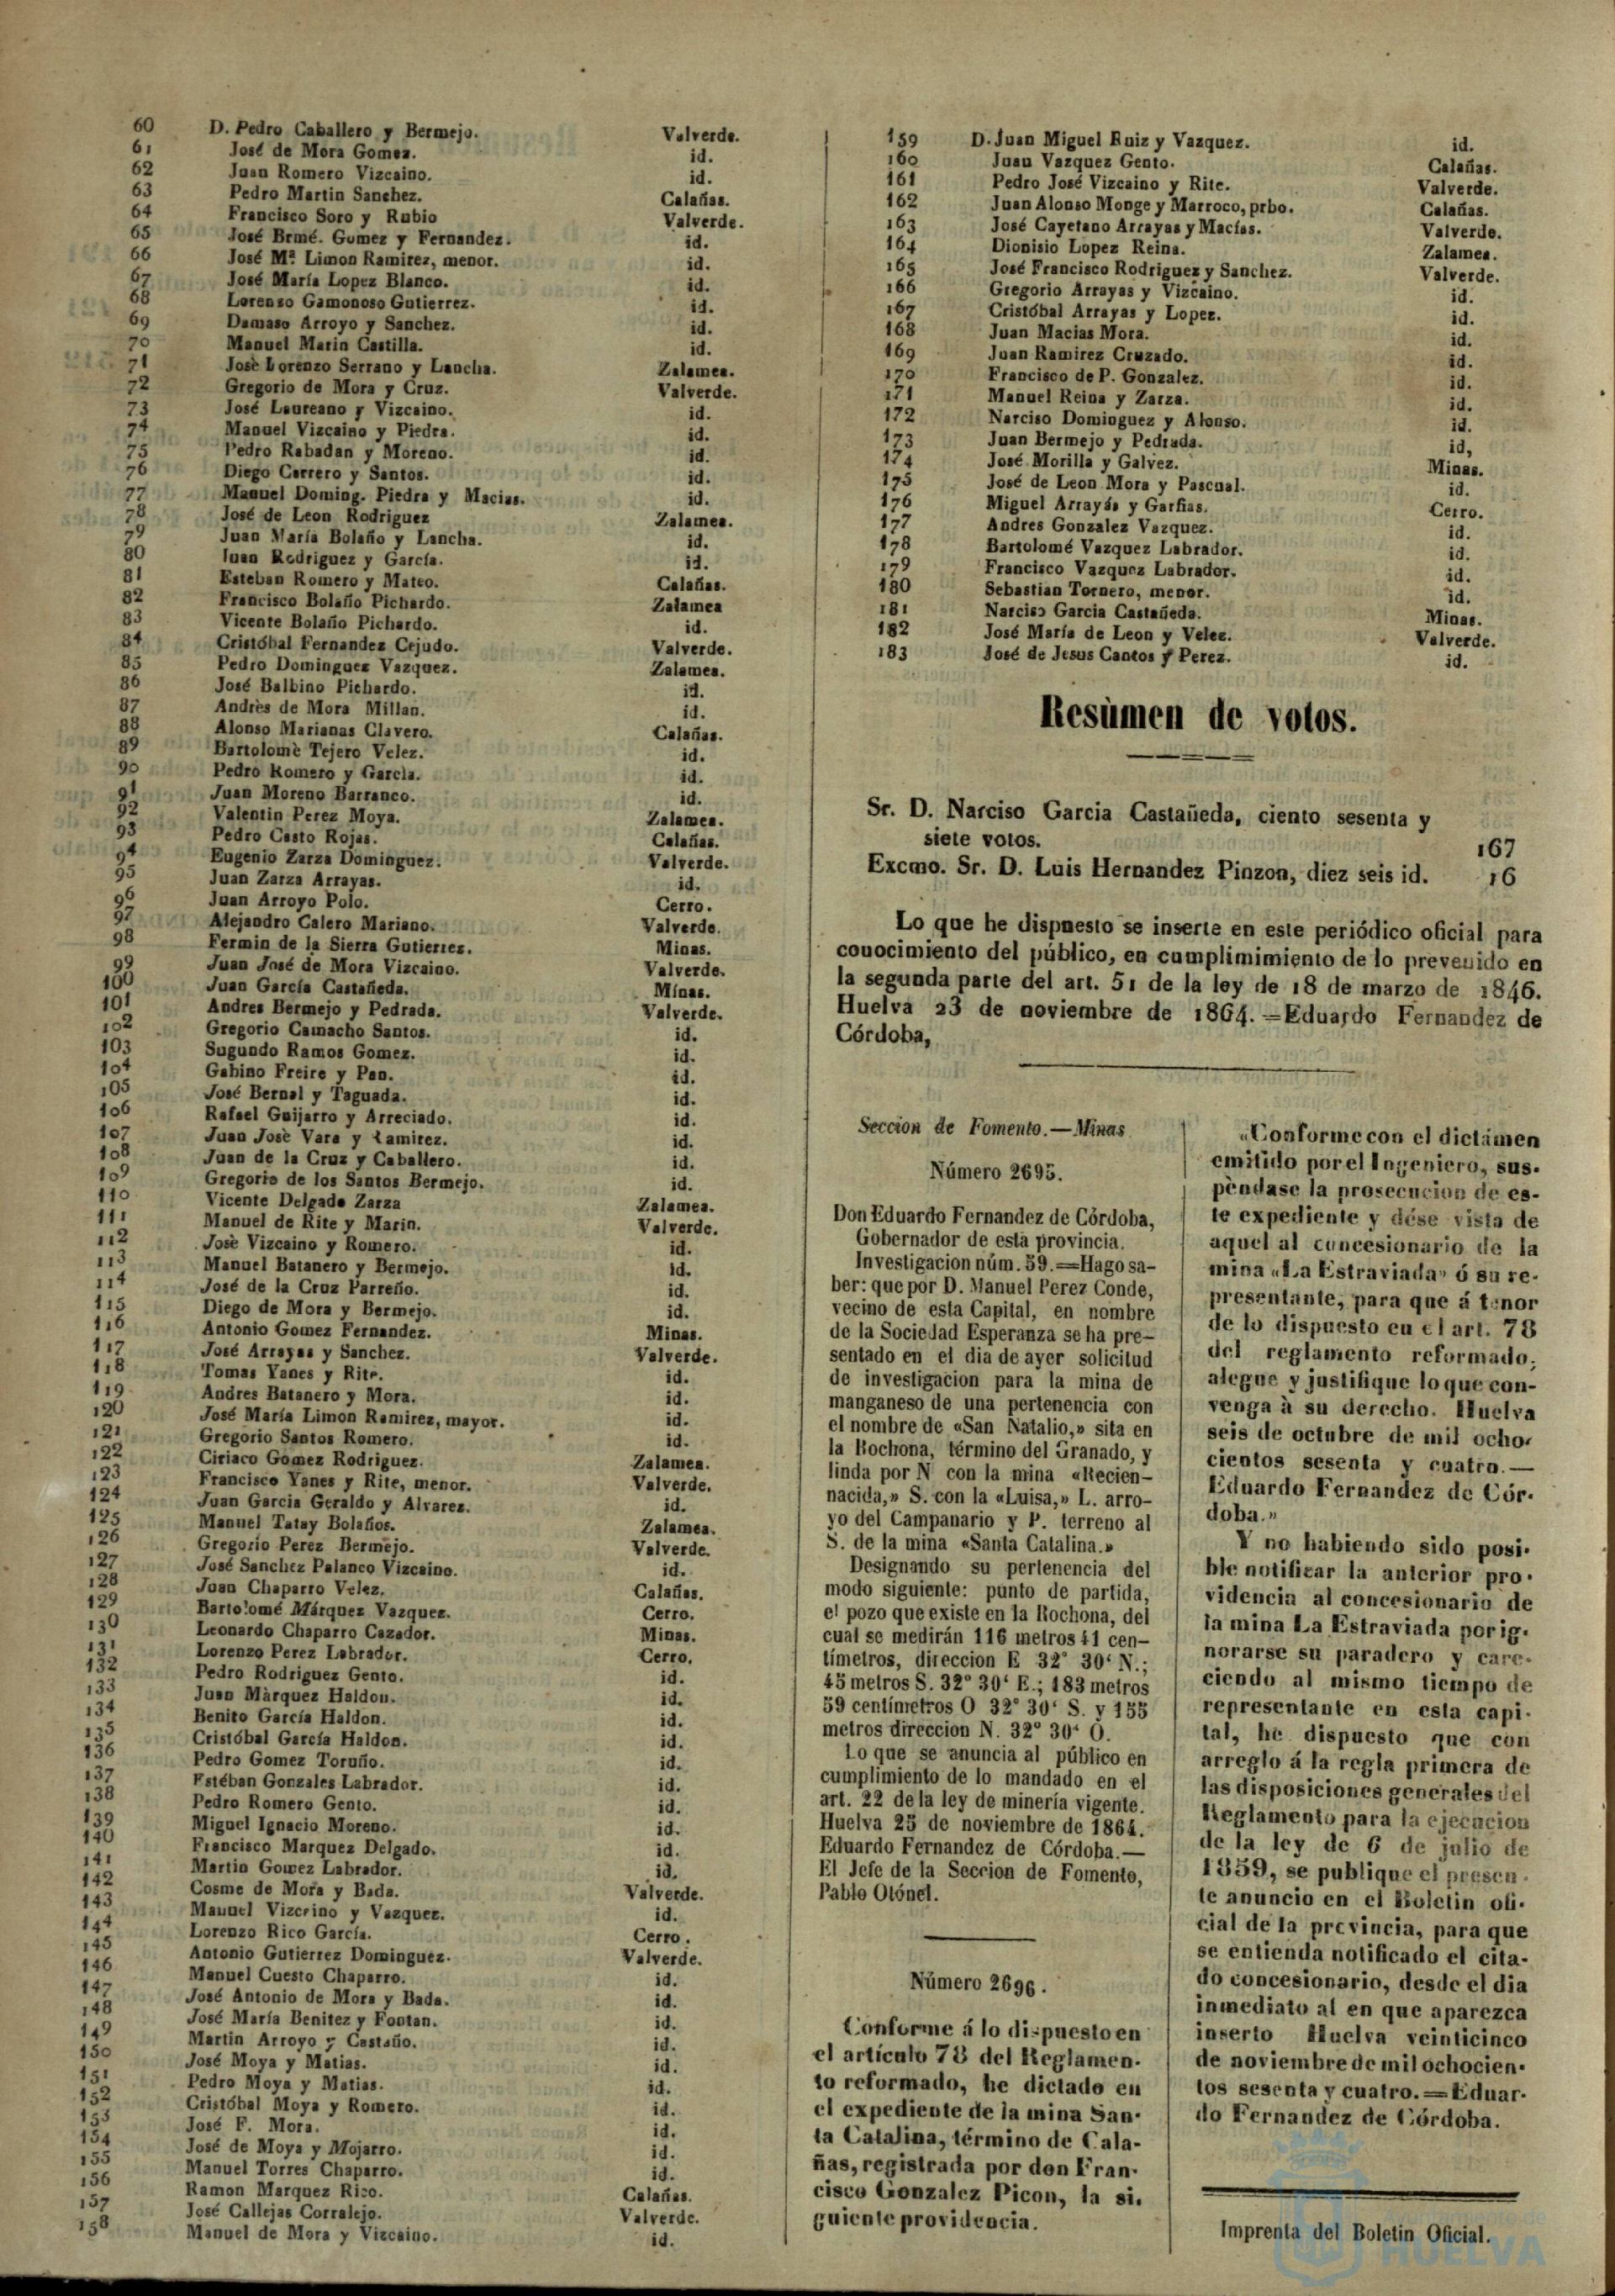 60 D. Pedro Caballero y Bermejo. Valverde.
61 José de Mora Gomez. id.
62 Juan Romero Vizcaino. id.
63 Pedro Martin Sanchez. Calañas.
64 Francisco Soro y Rubio Valverde.
65 José Brmé. Gomez y Fernandez. id.
66 José Mª Limon Ramirez, menor. id.
67 José María Lopez Blanco. id.
68 Lorenzo Gamonoso Gutierrez. id.
69 Damaso Arroyo y Sanchez. id.
70 Manuel Marin Castilla. id.
71 Josè Lorenzo Serrano y Lancha. Zalamea.
72 Gregorio de Mora y Cruz. Valverde.
73 José Laureano y Vizcaino. id.
74 Manuel Vizcaino y Piedra. id.
75 Pedro Rabadan y Moreno. id.
76 Diego Carrero y Santos. id.
77 Manuel Doming. Piedra y Macias. id.
78 José de Leon Rodriguez Zalamea.
79 Juan María Bolaño y Lancha. id.
80 Juan Rodriguez y García. id.
81 Esteban Romero y Mateo. Calañas.
82 Francisco Bolaño Pichardo. Zalamea
83 Vicente Bolaño Pichardo. id.
84 Cristóbal Fernandez Cejudo. Valverde.
85 Pedro Dominguez Vazquez. Zalamea.
86 José Balbino Pichardo. id.
87 Andrès de Mora Millan. id.
88 Alonso Marianas Clavero. Calañas.
89 Bartolomè Tejero Velez. id.
90 Pedro Romero y Garcìa. id.
91 Juan Moreno Barranco. id.
92 Valentin Perez Moya. Zalamea.
93 Pedro Casto Rojas. Calañas.
94 Eugenio Zarza Dominguez. Valverde.
95 Juan Zarza Arrayas. id.
96 Juan Arroyo Polo. Cerro.
97 Alejandro Calero Mariano. Valverde.
98 Fermin de la Sierra Gutierrez. Minas.
99 Juan José de Mora Vizcaino. Valverde.
100 Juan García Castañeda. Mínas.
101 Andres Bermejo y Pedrada. Valverde.
102 Gregorio Camacho Santos. id.
103 Sugundo Ramos Gomez. id.
104 Gabino Freire y Pan. id.
105 José Bernal y Taguada. id.
106 Rafael Guijarro y Arreciado. id.
107 Juan Josè Vara y Ramirez. id.
108 Juan de la Cruz y Caballero. id.
109 Gregorio de los Santos Bermejo. id.
110 Vicente Delgado Zarza Zalamea.
111 Manuel de Rite y Marin. Valverde.
112 Josè Vizcaino y Romero. id.
113 Manuel Batanero y Bermejo. id.
114 José de la Cruz Parreño. id.
115 Diego de Mora y Bermejo. id.
116 Antonio Gomez Fernandez. Minas.
117 José Arrayas y Sanchez. Valverde.
118 Tomas Yanes y Rite. id.
119 Andres Batanero y Mora. id.
120 José María Limon Ramirez, mayor. id.
121 Gregorio Santos Romero. id.
122 Ciriaco Gomez Rodriguez. Zalamea.
123 Francisco Yanes y Rite, menor. Valverde.
124 Juan Garcia Geraldo y Alvarez. id.
125 Manuel Tatay Bolaños. Zalamea.
126 Gregorio Perez Bermejo. Valverde.
127 José Sanchez Palanco Vizcaino. id.
128 Juan Chaparro Velez. Calañas.
129 Bartolomé Márquez Vazquez. Cerro.
130 Leonardo Chaparro Cazador. Minas.
131 Lorenzo Perez Labrador. Cerro.
132 Pedro Rodriguez Gento. id.
133 Juan Màrquez Haldon. id.
134 Benito García Haldon. id.
135 Cristóbal García Haldon. id.
136 Pedro Gomez Toruño. id.
137 Estéban Gonzales Labrador. id.
138 Pedro Romero Gento. id.
139 Miguel Ignacio Moreno. id.
140 Francisco Marquez Delgado. id.
141 Martin Gomez Labrador. id.
142 Cosme de Mora y Bada. Valverde.
143 Manuel Vizcaino y Vazquez. id.
144 Lorenzo Rico García. Cerro.
145 Antonio Gutierrez Dominguez. Valverde.
146 Manuel Cuesto Chaparro. id.
147 José Antonio de Mora y Bada. id.
148 José María Benitez y Fontan. id.
149 Martin Arroyo y Castaño. id.
150 José Moya y Matias. id.
151 Pedro Moya y Matias. id.
152 Cristóbal Moya y Romero. id.
153 José F. Mora. id.
154 José de Moya y Mojarro. id.
155 Manuel Torres Chaparro. id.
156 Ramon Marquez Rico. Calañas.
157 José Callejas Corralejo. Valverde.
158 Manuel de Mora y Vizcaino. id.
159 D. Juan Miguel Ruiz y Vazquez. id.
160 Juan Vazquez Gento. Calañas.
161 Pedro José Vizcaino y Rite. Valverde.
162 Juan Alonso Monge y Marroco, prbo. Calañas.
163 José Cayetano Arrayas y Macías. Valverde.
164 Dionisio Lopez Reina. Zalamea.
165 José Francisco Rodriguez y Sanchez. Valverde.
166 Gregorio Arrayas y Vizcaino. id.
167 Cristóbal Arrayas y Lopez. id.
168 Juan Macias Mora. id.
169 Juan Ramirez Cruzado. id.
170 Francisco de P. Gonzalez. id.
171 Manuel Reina y Zarza. id.
172 Narciso Dominguez y Alonso. id.
173 Juan Bermejo y Pedrada. id,
174 José Morilla y Galvez. Minas.
175 José de Leon Mora y Pascual. id.
176 Miguel Arrayás y Garfias. Cerro.
177 Andres Gonzalez Vazquez. id.
178 Bartolomé Vazquez Labrador. id.
179 Francisco Vazquez Labrador. id.
180 Sebastian Tornero, menor. id.
181 Narciso Garcia Castañeda. Minas.
182 José María de Leon y Velez. Valverde.
183 José de Jesus Cantos y Perez. id.
Resùmen de votos.
Sr. D. Narciso Garcia Castañeda, ciento sesenta y
siete votos. 167
Excmo. Sr. D. Luis Hernandez Pinzon, diez seis id. 16
Lo que he dispuesto se inserte en este periódico oficial para
conocimiento del público, en cumplimimiento de lo prevenido en
la segunda parte del art. 51 de la ley de 18 de marzo de 1846.
Huelva 23 de noviembre de 1864.=Eduardo Fernandez de
Córdoba,
Seccion de Fomento.—Minas
Número 2695.
Don Eduardo Fernandez de Córdoba,
Gobernador de esta provincia.
Investigacion núm. 59.=Hago sa-
ber: que por D. Manuel Perez Conde,
vecino de esta Capital, en nombre
de la Sociedad Esperanza se ha pre-
sentado en el dia de ayer solicitud
de investigacion para la mina de
manganeso de una pertenencia con
el nombre de «San Natalio,» sita en
la Rochona, término del Granado, y
linda por N con la mina «Recien-
nacida,» S. con la «Luisa,» L. arro-
yo del Campanario y P. terreno al
S. de la mina «Santa Catalina.»
Designando su pertenencia del
modo siguiente: punto de partida,
el pozo que existe en la Rochona, del
cual se medirán 116 metros 41 cen-
tímetros, direccion E 32° 30‘ N.;
45 metros S. 32° 30‘ E.; 183 metros
59 centímetros O 32° 30‘ S. y 155
metros direccion N. 32° 30‘ O.
Lo que se anuncia al público en
cumplimiento de lo mandado en el
art. 22 de la ley de minería vigente.
Huelva 25 de noviembre de 1864.-
Eduardo Fernandez de Córdoba.—
El Jefe de la Seccion de Fomento,
Pablo Olónel.
Número 2696.
Conforme á lo dispuesto en
el artículo 78 del Reglamen-
to reformado, he dictado en
el expediente de la mina San-
ta Catalina, término de Cala-
ñas, registrada por don Fran-
cisco Gonzalez Picon, la si-
guiente providencia.
«Conforme con el dictámen
emitido por el Ingeniero, sus-
pèndase la prosecucion de es-
te expediente y dése vista de
aquel al concesionario de la
mina «La Estraviada» ó su re-
presentante, para que á tenor
de lo dispuesto en el art. 78
del reglamento reformado,
alegue y justifique lo que con-
venga à su derecho. Huelva
seis de octubre de mil ocho-
cientos sesenta y cuatro.—
Eduardo Fernandez de Cór-
doba.»
Y no habiendo sido posi-
ble notificar la anterior pro-
videncia al concesionario de
la mina La Estraviada por ig-
norarse su paradero y care-
ciendo al mismo tiempo de
representante en esta capi-
tal, he dispuesto que con
arreglo á la regla primera de
las disposiciones generales del
Reglamento para la ejecucion
de la ley de 6 de julio de
1859, se publique el presen-
te anuncio en el Boletin ofi-
cial de la provincia, para que
se entienda notificado el cita-
do concesionario, desde el dia
inmediato al en que aparezca
inserto Huelva veinticinco
de noviembre de mil ochocien-
tos sesenta y cuatro.=Eduar-
do Fernandez de Córdoba.
Imprenta del Boletin Oficial.
Ayuntamiento de
HUELVA